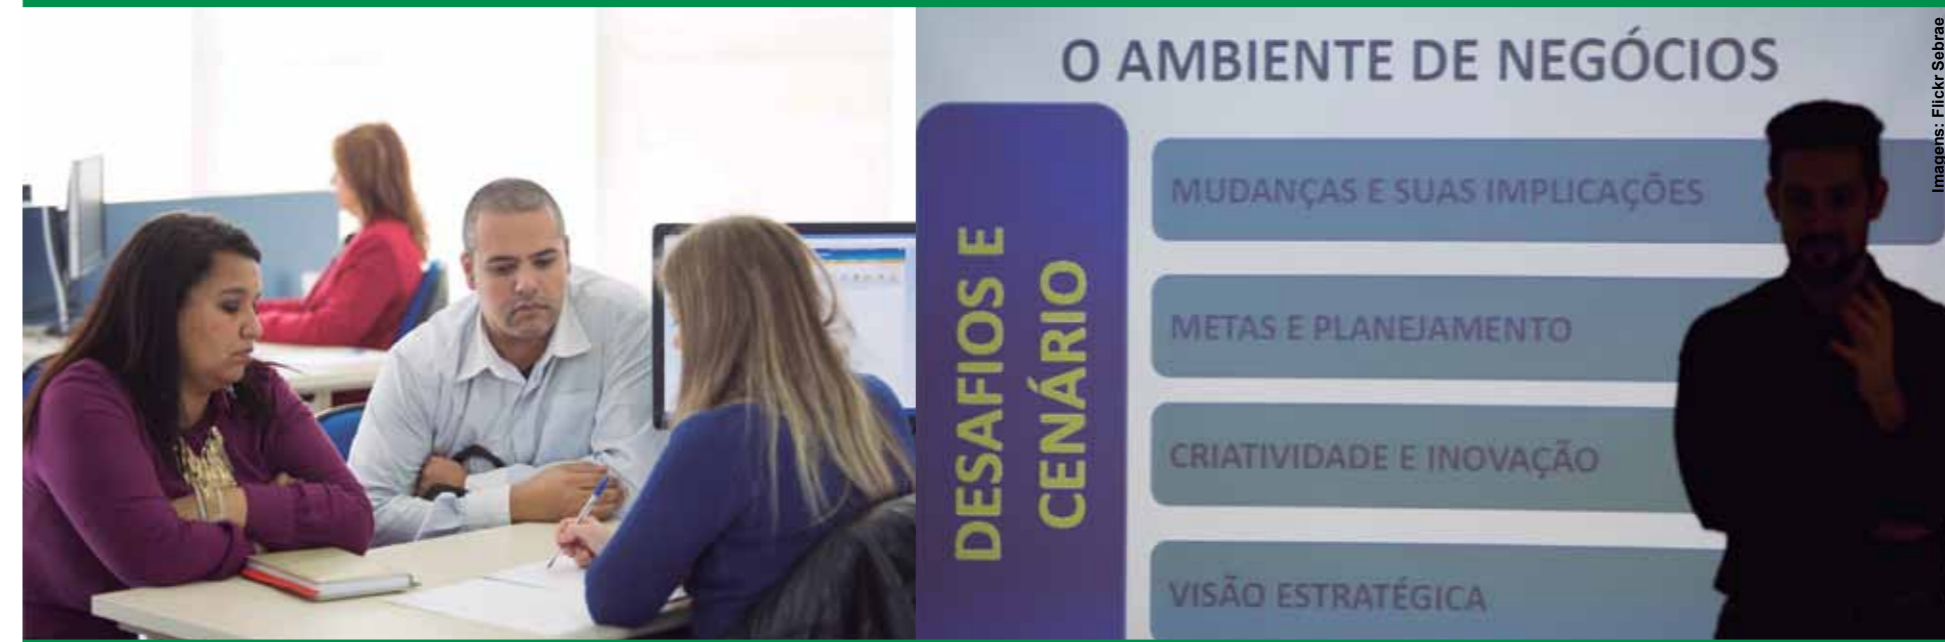 O AMBIENTE DE NEGÓCIOS
DESAFIOS E
CENÁRIO
MUDANÇAS E SUAS IMPLICAÇÕES
METAS E PLANEJAMENTO
CRIATIVIDADE E INOVAÇÃO
VISÃO ESTRATÉGICA
Imagens: Flickr Sebrae